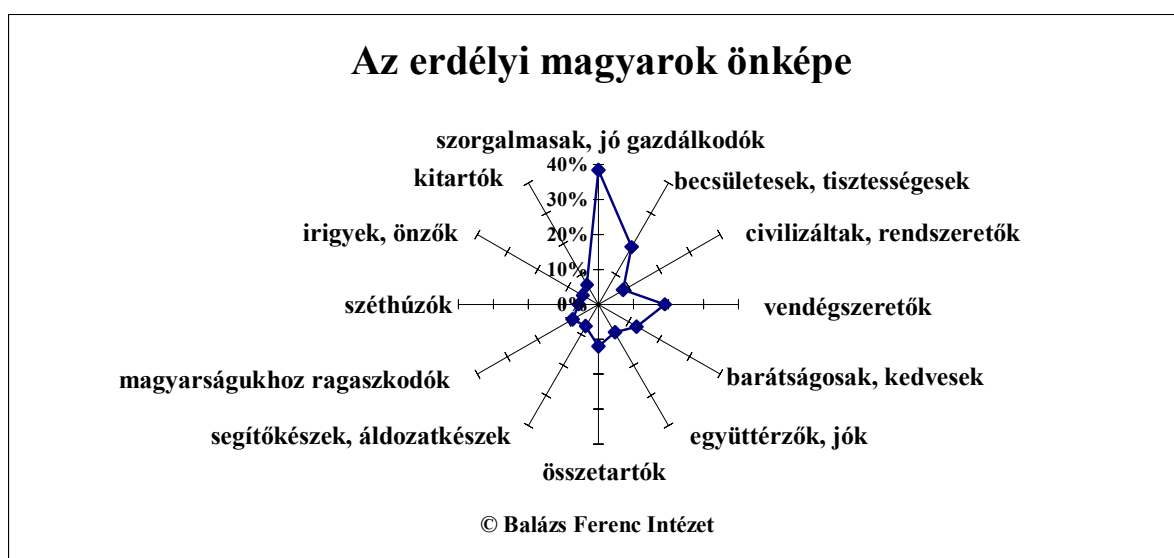 Az erdélyi magyarok önképe
szorgalmasak, jó gazdálkodók
40%
kitartók
becsületesek, tisztességesek
30%
irigyek, önzők
civilizáltak, rendszeretők
20%
10%
széthúzók
0%
vendégszeretők
magyarságukhoz ragaszkodók
barátságosak, kedvesek
segítőkészek, áldozatkészek
együttérzők, jók
összetartók
© Balázs Ferenc Intézet